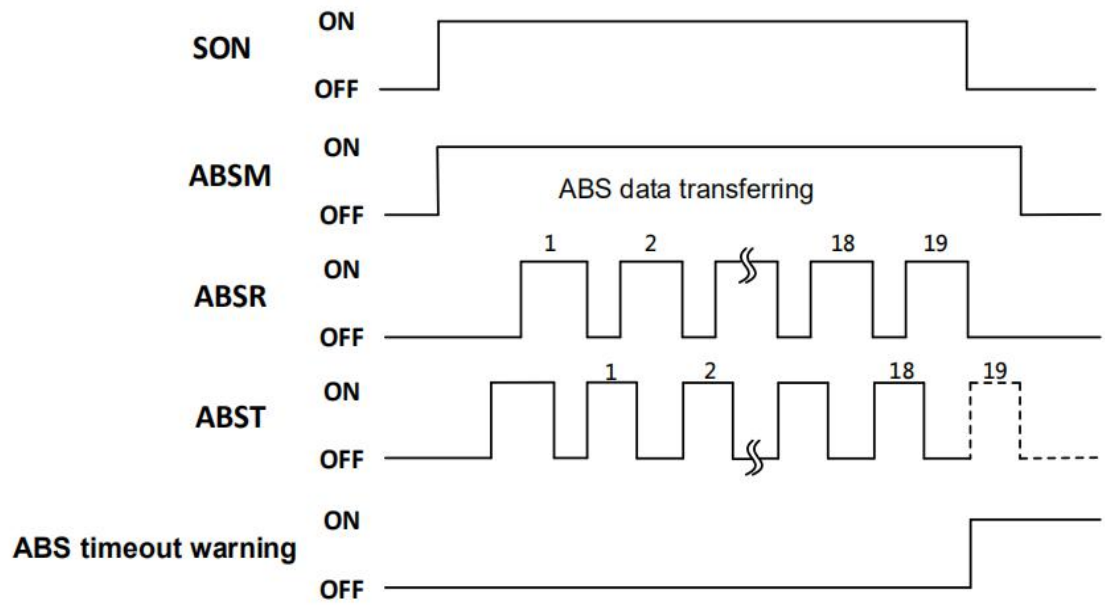 SON
ON
OFF
ABSM
ON
OFF
ABS data transferring
ABSR
ON
OFF
1 2 18 19
ABST
ON
OFF
1 2 18 19
ABS timeout warning
ON
OFF